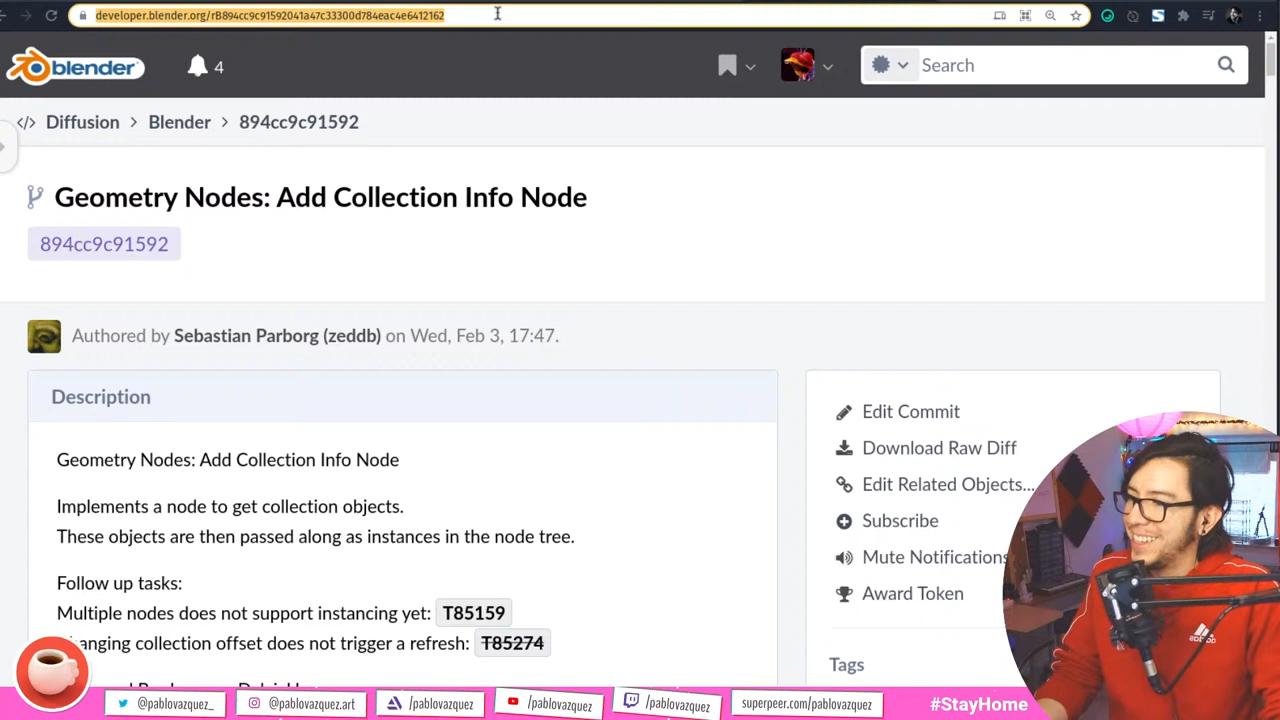 developer.blender.org/rB894cc9c91592041a47c33300d784eac4e6412162
blender
4
Search
Diffusion > Blender > 894cc9c91592
Geometry Nodes: Add Collection Info Node
894cc9c91592
Authored by Sebastian Parborg (zeddb) on Wed, Feb 3, 17:47.
Description
Geometry Nodes: Add Collection Info Node
Implements a node to get collection objects.
These objects are then passed along as instances in the node tree.
Follow up tasks:
Multiple nodes does not support instancing yet: T85159
anging collection offset does not trigger a refresh: T85274
Edit Commit
Download Raw Diff
Edit Related Objects...
Subscribe
Mute Notifications
Award Token
Tags
@pablovazquez_
@pablovazquez.art
/pablovazquez
/pablovazquez
/pablovazquez
superpeer.com/pablovazquez
#StayHome